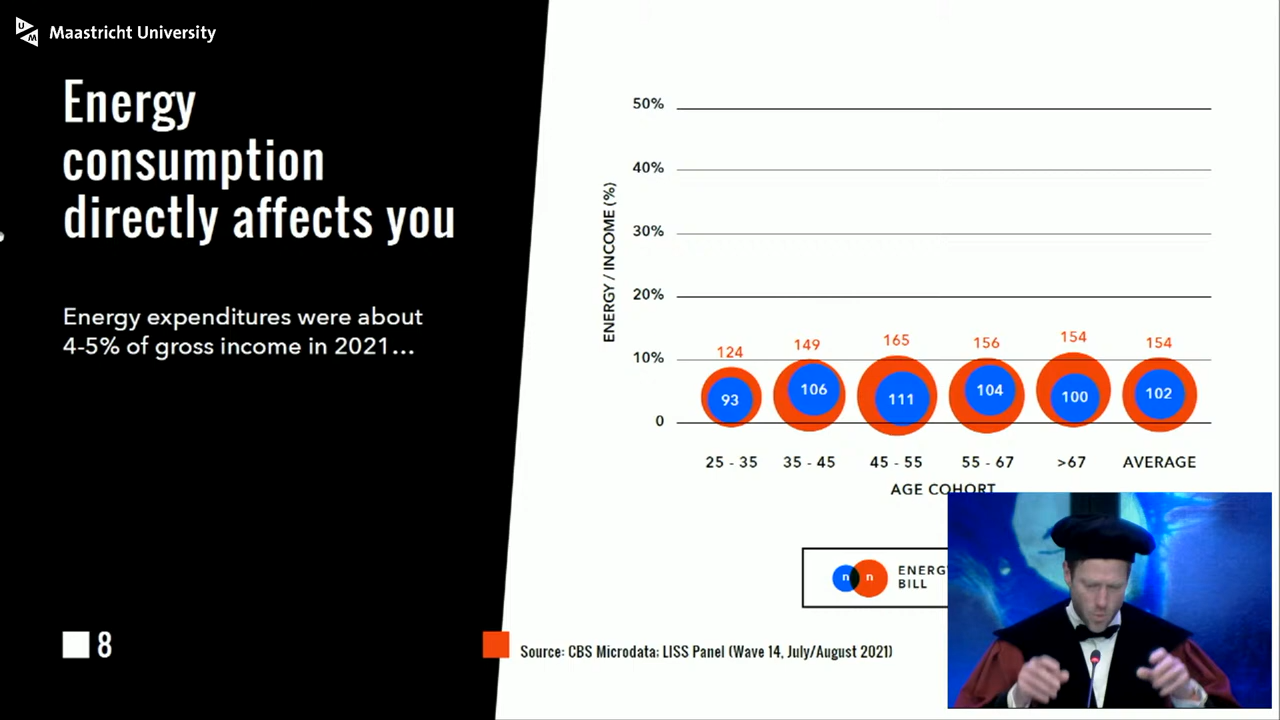 UM
Maastricht University
Energy
consumption
directly affects you
Energy expenditures were about
4-5% of gross income in 2021...
8
ENERGY / INCOME (%)
50%
40%
30%
20%
10%
0
124 149 165 156 154 154
93 106 111 104 100 102
25 - 35 35 - 45 45 - 55 55 - 67 >67 AVERAGE
AGE COHORT
n n
BILL
Source: CBS Microdata; LISS Panel (Wave 14, July/August 2021)